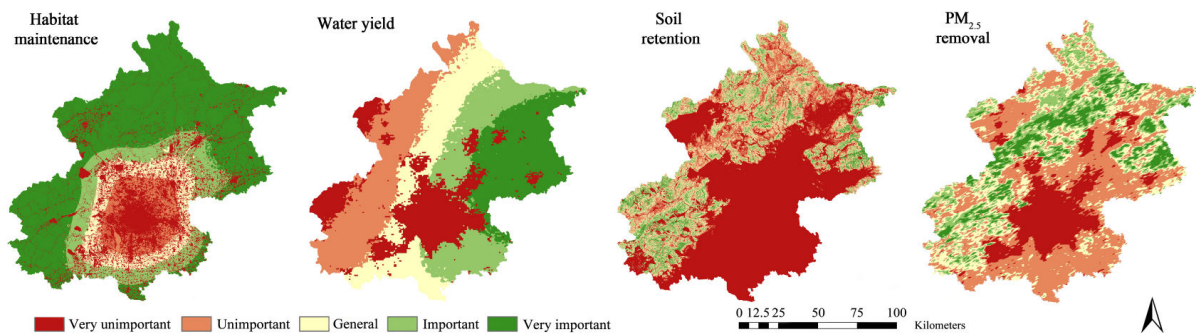 Habitat
maintenance
Water yield
Soil
retention
PM2.5
removal
Very unimportant
Unimportant
General
Important
Very important
0 12.5 25 50 75 100
Kilometers